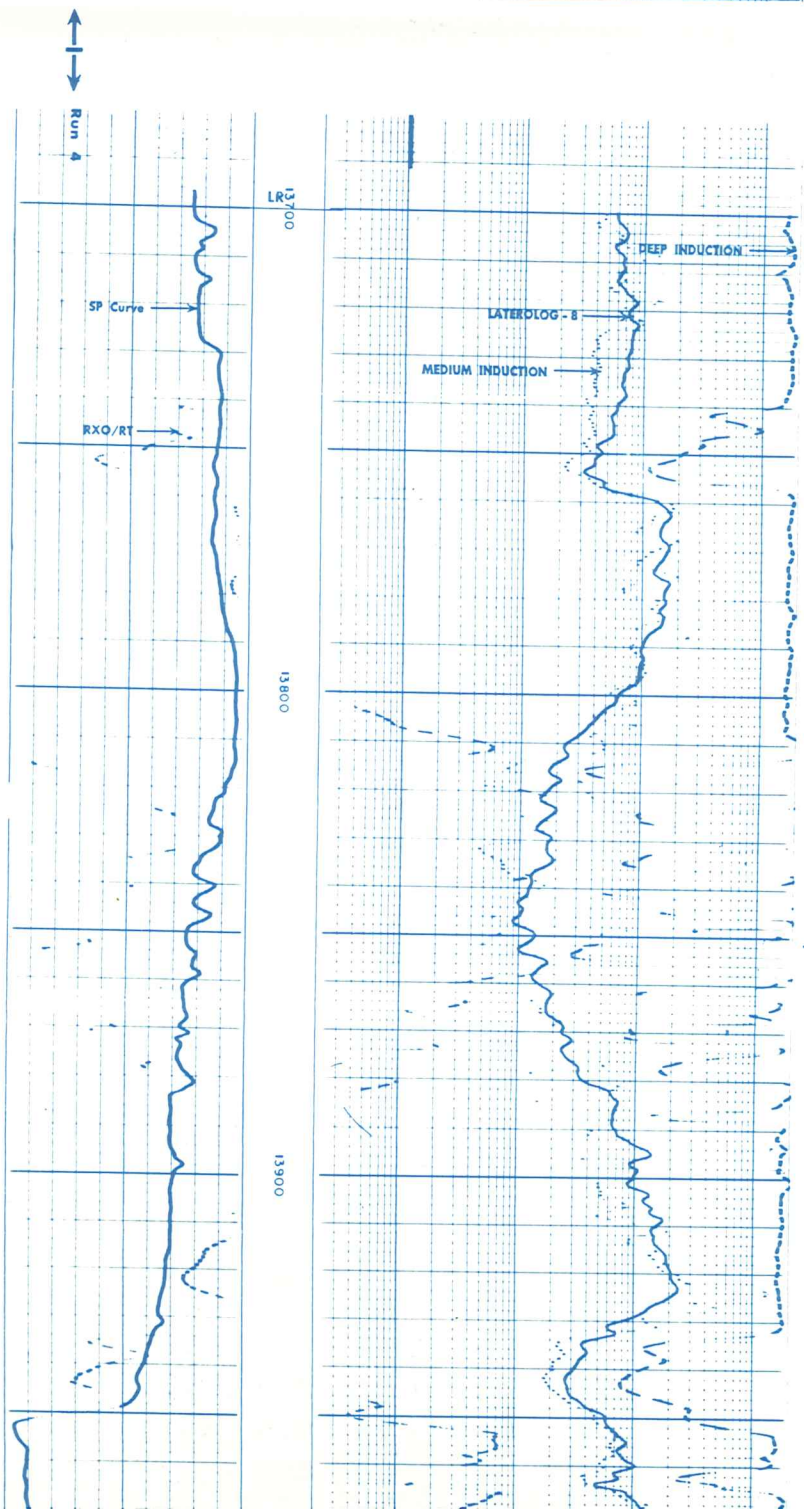 Run 4
LR
13700
DEEP INDUCTION
SP Curve
LATEROLOG - 8
MEDIUM INDUCTION
RXO/RT
13800
13900